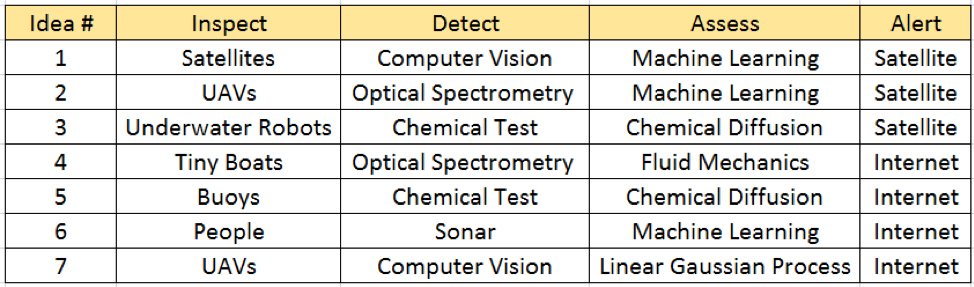 Idea # Inspect Detect Assess Alert
1 Satellites Computer Vision Machine Learning Satellite
2 UAVs Optical Spectrometry Machine Learning Satellite
3 Underwater Robots Chemical Test Chemical Diffusion Satellite
4 Tiny Boats Optical Spectrometry Fluid Mechanics Internet
5 Buoys Chemical Test Chemical Diffusion Internet
6 People Sonar Machine Learning Internet
7 UAVs Computer Vision Linear Gaussian Process Internet